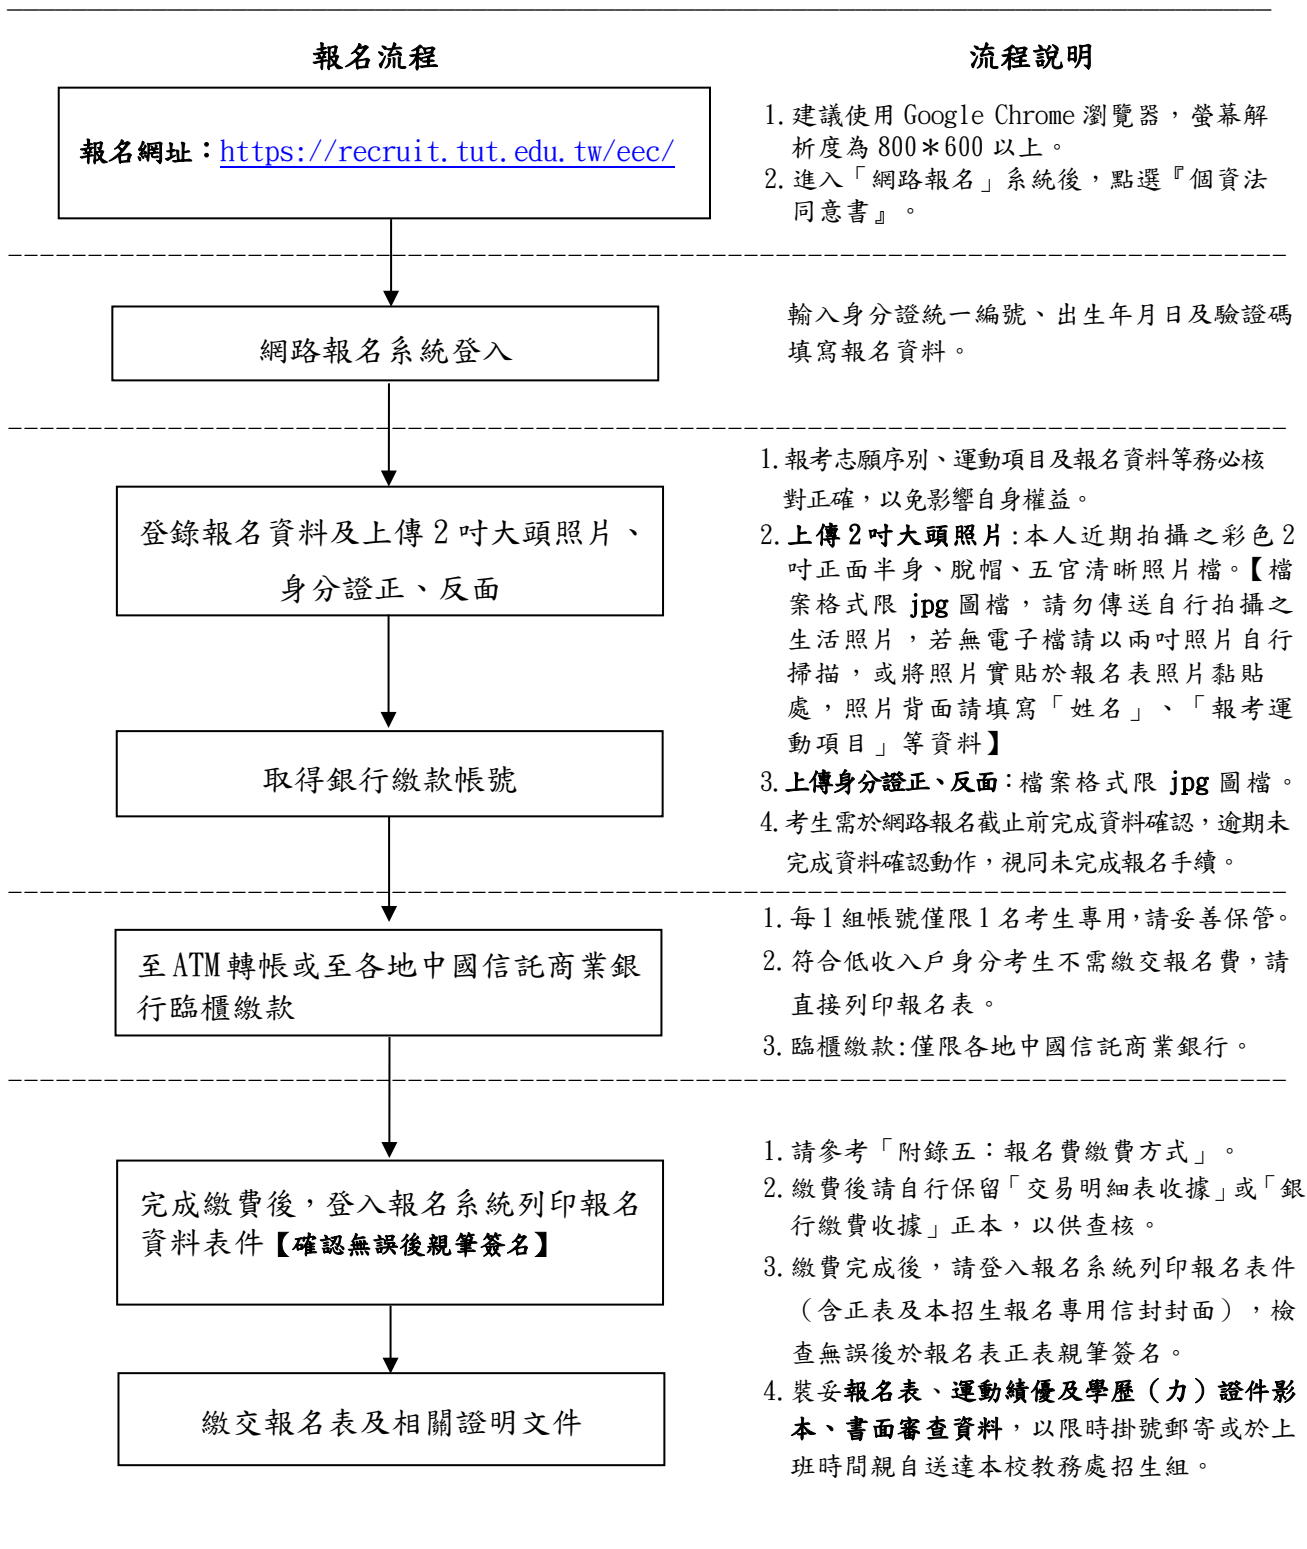 報名流程
流程說明
報名網址：https://recruit.tut.edu.tw/eec/
1.建議使用 Google Chrome 瀏覽器，螢幕解
析度為 800＊600 以上。
2.進入「網路報名」系統後，點選『個資法
同意書』。
網路報名系統登入
輸入身分證統一編號、出生年月日及驗證碼
填寫報名資料。
登錄報名資料及上傳 2 吋大頭照片、
身分證正、反面
取得銀行繳款帳號
1.報考志願序別、運動項目及報名資料等務必核
對正確，以免影響自身權益。
2.上傳 2 吋大頭照片:本人近期拍攝之彩色 2
吋正面半身、脫帽、五官清晰照片檔。【檔
案格式限 jpg 圖檔，請勿傳送自行拍攝之
生活照片，若無電子檔請以兩吋照片自行
掃描，或將照片實貼於報名表照片黏貼
處，照片背面請填寫「姓名」、「報考運
動項目」等資料】
3.上傳身分證正、反面：檔案格式限 jpg 圖檔。
4.考生需於網路報名截止前完成資料確認，逾期未
完成資料確認動作，視同未完成報名手續。
至 ATM 轉帳或至各地中國信託商業銀
行臨櫃繳款
1.每 1 組帳號僅限 1 名考生專用，請妥善保管。
2.符合低收入戶身分考生不需繳交報名費，請
直接列印報名表。
3.臨櫃繳款:僅限各地中國信託商業銀行。
完成繳費後，登入報名系統列印報名
資料表件【確認無誤後親筆簽名】
繳交報名表及相關證明文件
1.請參考「附錄五：報名費繳費方式」。
2.繳費後請自行保留「交易明細表收據」或「銀
行繳費收據」正本，以供查核。
3.繳費完成後，請登入報名系統列印報名表件
（含正表及本招生報名專用信封封面），檢
查無誤後於報名表正表親筆簽名。
4.裝妥報名表、運動績優及學歷（力）證件影
本、書面審查資料，以限時掛號郵寄或於上
班時間親自送達本校教務處招生組。